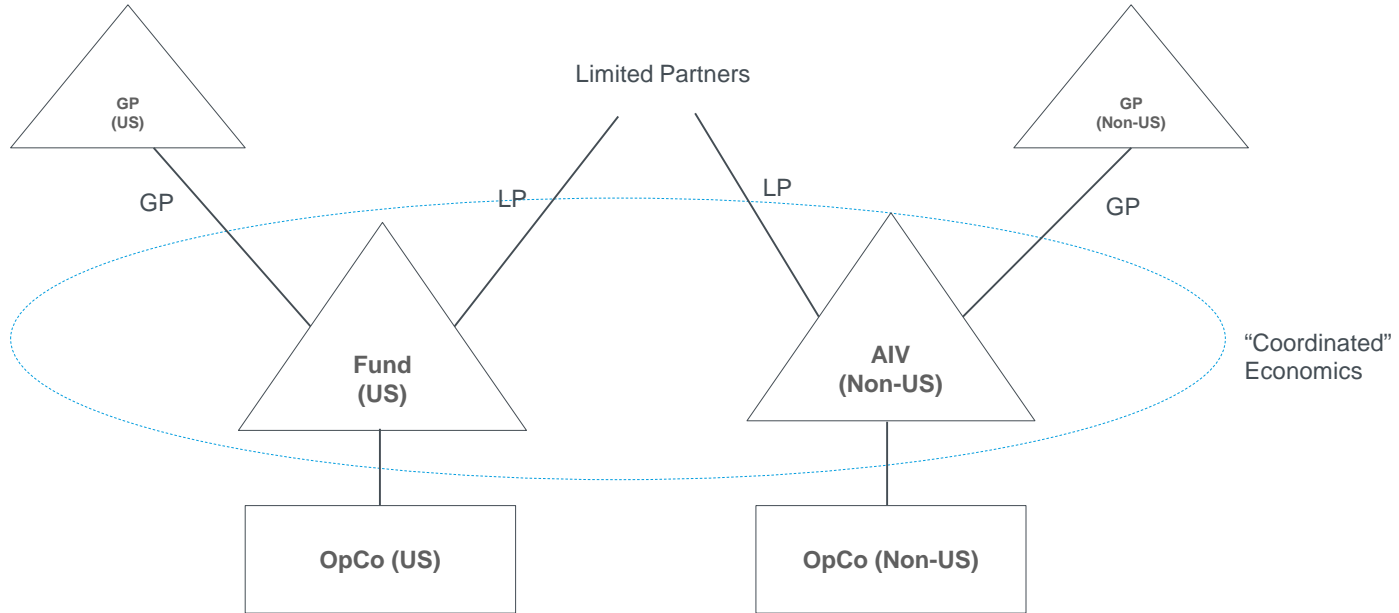 Limited Partners
GP
(US)
GP
(Non-US)
GP
LP
LP
GP
Fund
(US)
AIV
(Non-US)
“Coordinated”
Economics
OpCo (US)
OpCo (Non-US)